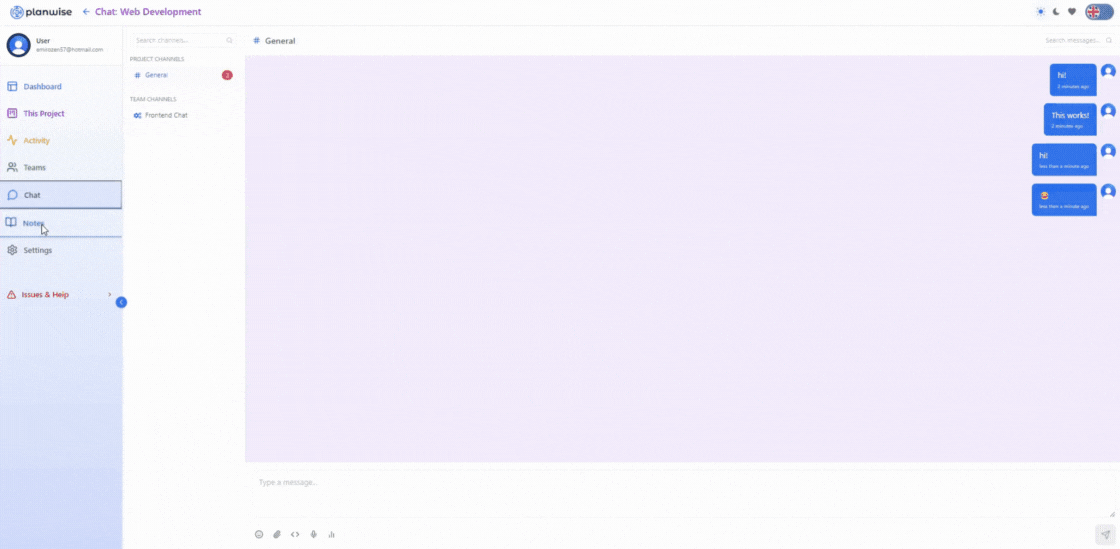 planwise
Chat: Web Development
User
aminsten57@hotmail.com
Dashboard
This Project
Activity
Teams
Chat
Notes
Settings
Issues & Help
Search channels...
PROJECT CHANNELS
# General
3
TEAM CHANNELS
Frontend Chat
# General
Search messages...
hi!
2 minutes ago
This works!
2 minutes ago
hi!
less than a minute ago
less than a minute ago
Type a message...